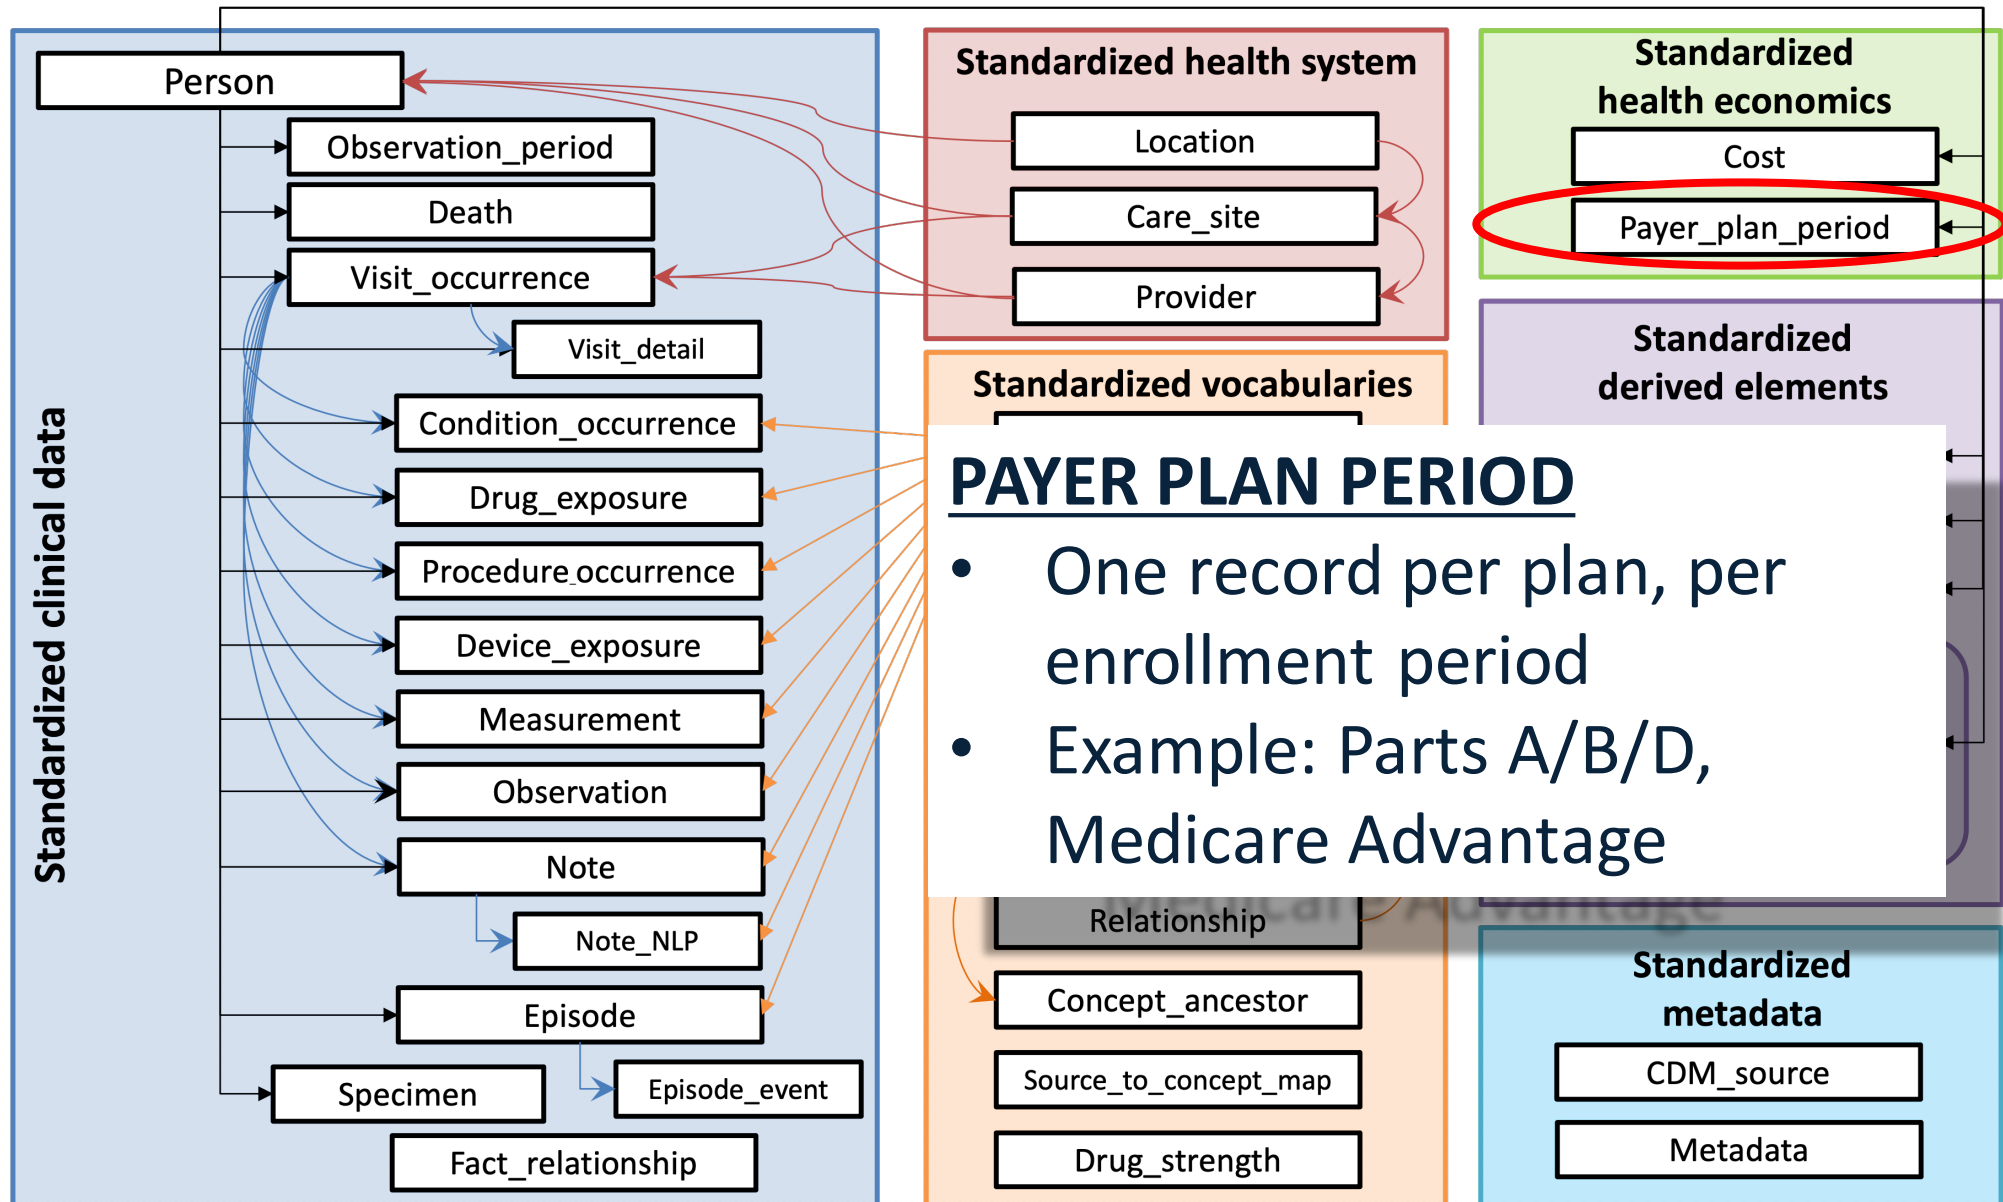 Standardized clinical data
Person
Observation_period
Death
Visit_occurrence
Visit_detail
Condition_occurrence
Drug_exposure
Procedure_occurrence
Device_exposure
Measurement
Observation
Note
Note_NLP
Episode
Specimen
Episode_event
Fact_relationship
Standardized health system
Location
Care_site
Provider
Standardized vocabularies
Relationship
Concept_ancestor
Source_to_concept_map
Drug_strength
Standardized
health economics
Cost
Payer_plan_period
Standardized
derived elements
PAYER PLAN PERIOD
• One record per plan, per
enrollment period
• Example: Parts A/B/D,
Medicare Advantage
Medicare Advantage
Standardized
metadata
CDM_source
Metadata